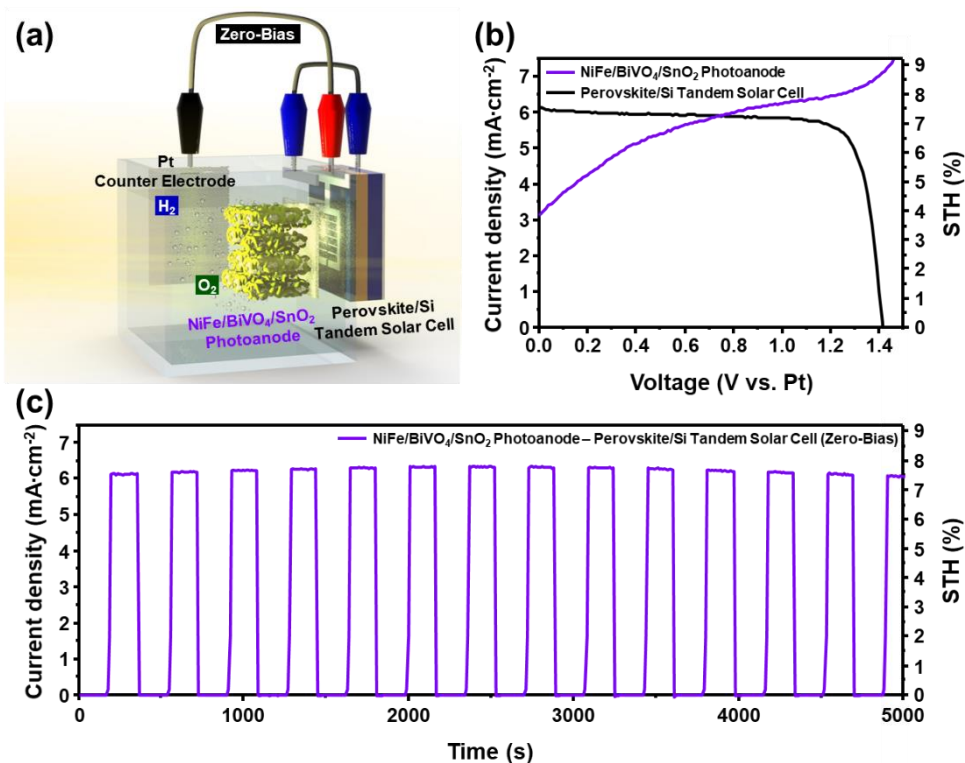 (a)
Zero-Bias
Pt
Counter Electrode
H₂
O₂
NiFe/BiVO₄/SnO₂
Photoanode
Perovskite/Si
Tandem Solar Cell
(b)
NiFe/BiVO₄/SnO₂ Photoanode
Perovskite/Si Tandem Solar Cell
Current density (mA·cm⁻²)
7
6
5
4
3
2
1
0
STH (%)
9
8
7
6
5
4
3
2
1
0
0.0 0.2 0.4 0.6 0.8 1.0 1.2 1.4
Voltage (V vs. Pt)
(c)
NiFe/BiVO₄/SnO₂ Photoanode – Perovskite/Si Tandem Solar Cell (Zero-Bias)
Current density (mA·cm⁻²)
7
6
5
4
3
2
1
0
STH (%)
9
8
7
6
5
4
3
2
1
0
0 1000 2000 3000 4000 5000
Time (s)